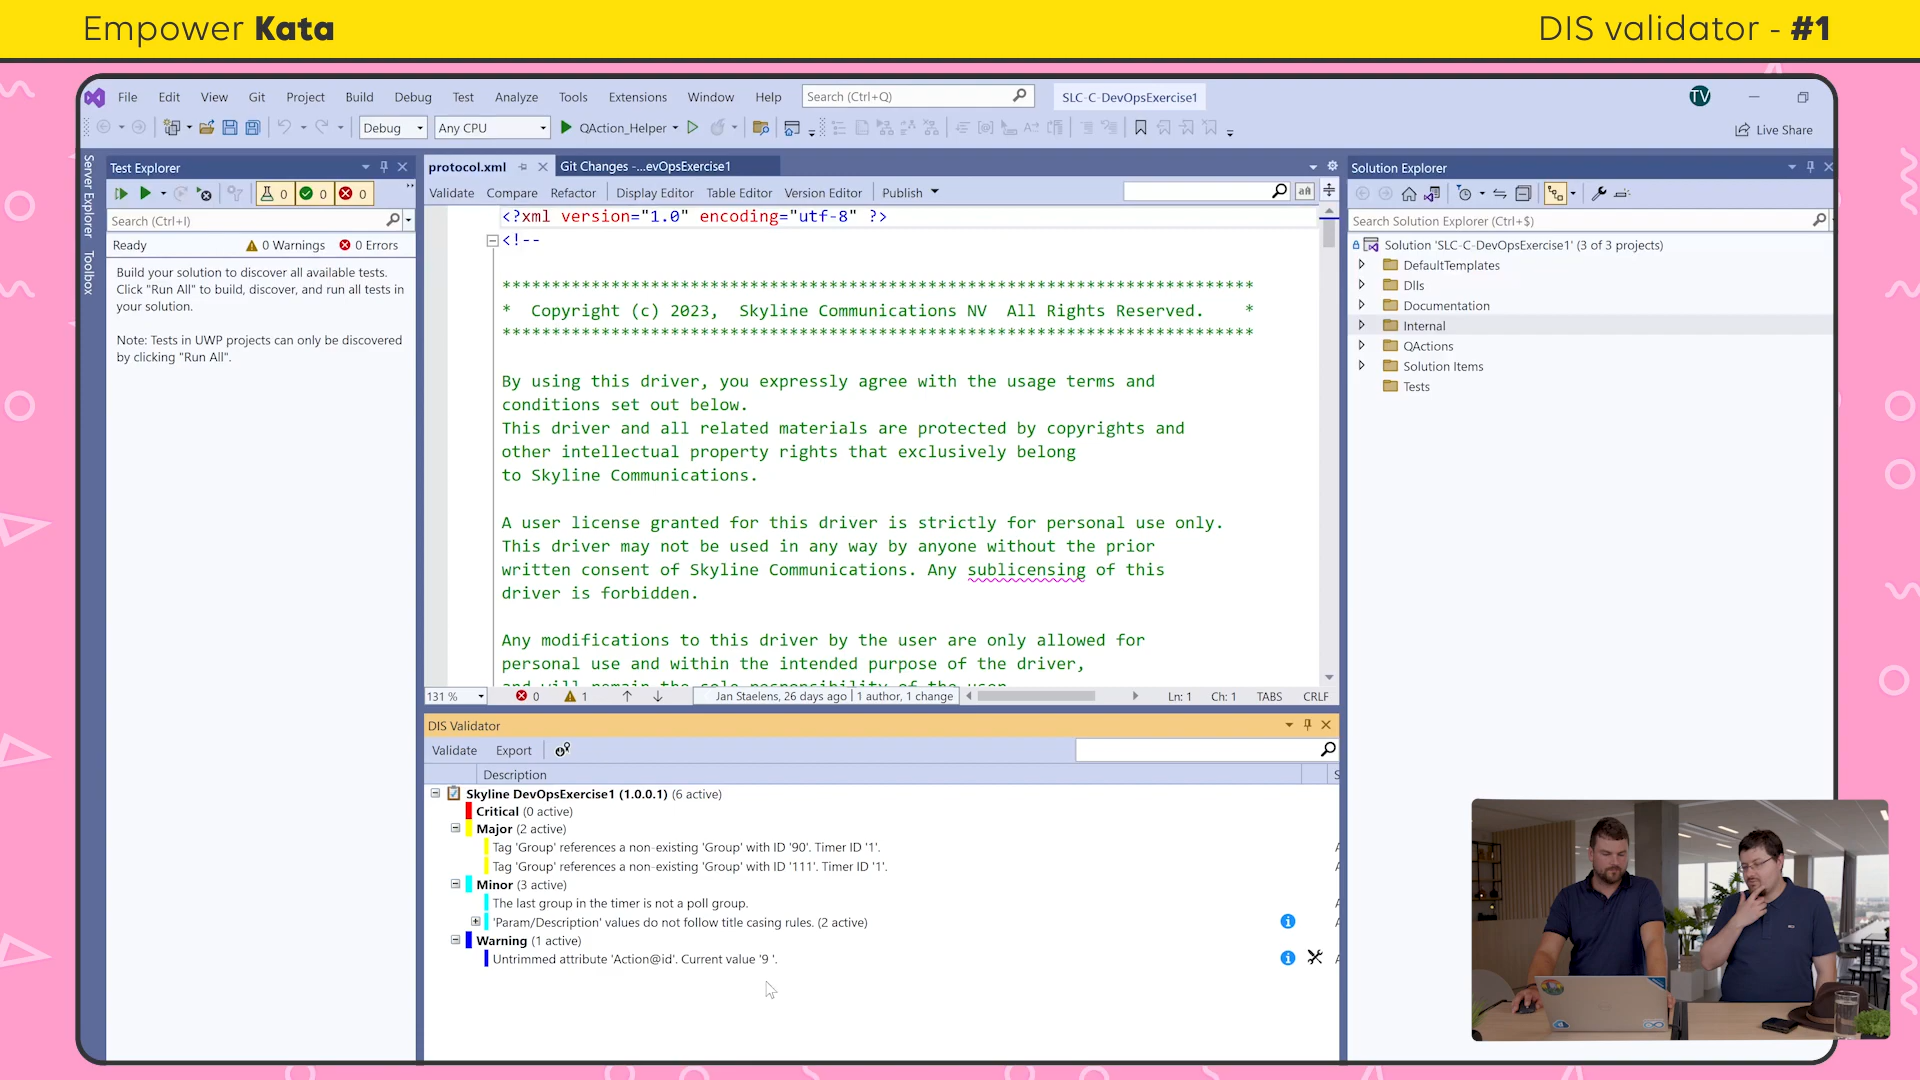 Empower Kata
DIS validator - #1
File Edit View Git Project Build Debug Test Analyze Tools Extensions Window Help Search (Ctrl+Q) SLC-C-DevOpsExercise1 TV
Debug Any CPU QAction_Helper Live Share
Server Explorer
Toolbox
Test Explorer
0 0 0
Search (Ctrl+I)
Ready 0 Warnings 0 Errors
Build your solution to discover all available tests.
Click "Run All" to build, discover, and run all tests in
your solution.
Note: Tests in UWP projects can only be discovered
by clicking "Run All".
protocol.xml Git Changes -...evOpsExercise1
Validate Compare Refactor Display Editor Table Editor Version Editor Publish
<?xml version="1.0" encoding="utf-8" ?>
<!--
****************************************************************************
* Copyright (c) 2023, Skyline Communications NV All Rights Reserved. *
****************************************************************************
By using this driver, you expressly agree with the usage terms and
conditions set out below.
This driver and all related materials are protected by copyrights and
other intellectual property rights that exclusively belong
to Skyline Communications.
A user license granted for this driver is strictly for personal use only.
This driver may not be used in any way by anyone without the prior
written consent of Skyline Communications. Any sublicensing of this
driver is forbidden.
Any modifications to this driver by the user are only allowed for
personal use and within the intended purpose of the driver,
and will remain the sole responsibility of the user.
131 % 0 1 Jan Staelens, 26 days ago | 1 author, 1 change Ln: 1 Ch: 1 TABS CRLF
DIS Validator
Validate Export
Description
Skyline DevOpsExercise1 (1.0.0.1) (6 active)
Critical (0 active)
Major (2 active)
Tag 'Group' references a non-existing 'Group' with ID '90'. Timer ID '1'.
Tag 'Group' references a non-existing 'Group' with ID '111'. Timer ID '1'.
Minor (3 active)
The last group in the timer is not a poll group.
'Param/Description' values do not follow title casing rules. (2 active)
Warning (1 active)
Untrimmed attribute 'Action@id'. Current value '9 '.
Solution Explorer
Search Solution Explorer (Ctrl+$)
Solution 'SLC-C-DevOpsExercise1' (3 of 3 projects)
DefaultTemplates
Dlls
Documentation
Internal
QActions
Solution Items
Tests